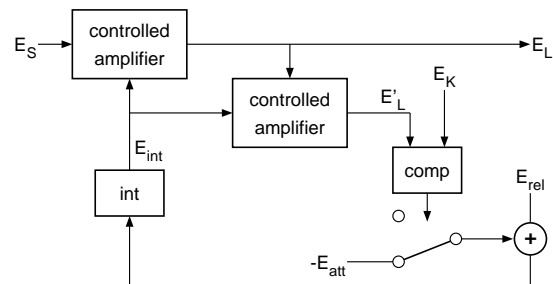 E_S
controlled
amplifier
E_L
controlled
amplifier
E'_L
E_K
E_int
int
comp
E_rel
-E_att
+